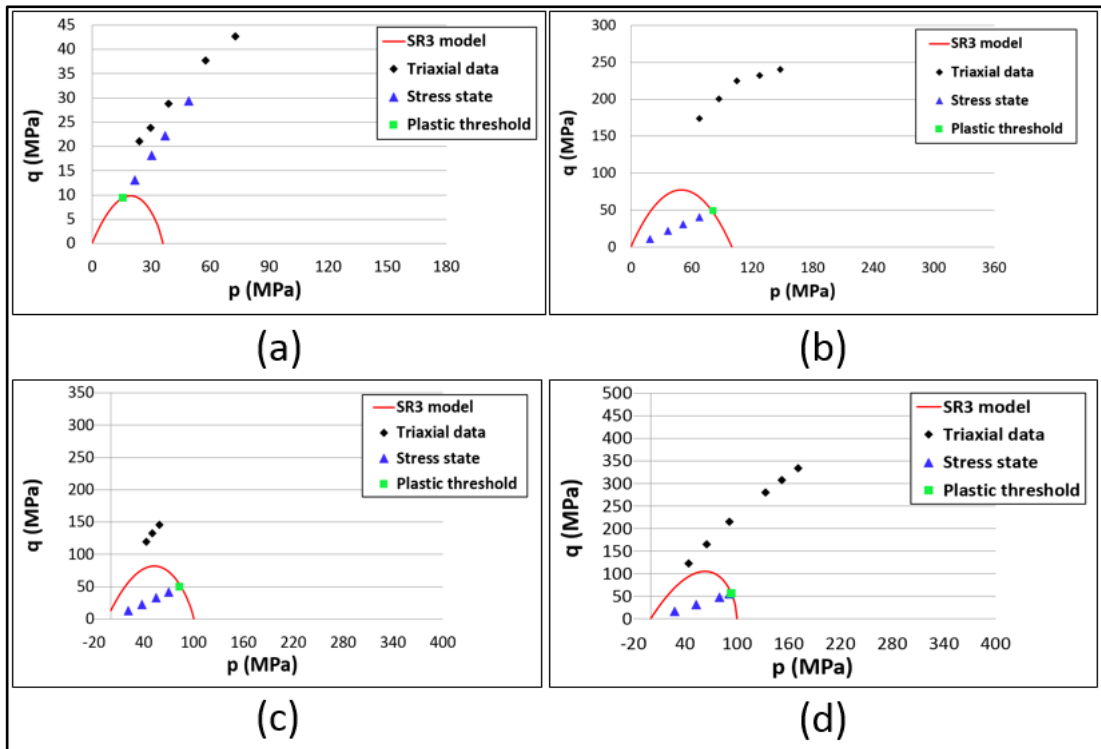 45
40
35
30
25
20
15
10
5
0
q (MPa)
SR3 model
Triaxial data
Stress state
Plastic threshold
0 30 60 90 120 150 180
p (MPa)
(a)
300
250
200
150
100
50
0
q (MPa)
SR3 model
Triaxial data
Stress state
Plastic threshold
0 60 120 180 240 300 360
p (MPa)
(b)
350
300
250
200
150
100
50
0
q (MPa)
SR3 model
Triaxial data
Stress state
Plastic threshold
-20 40 100 160 220 280 340 400
p (MPa)
(c)
500
450
400
350
300
250
200
150
100
50
0
q (MPa)
SR3 model
Triaxial data
Stress state
Plastic threshold
-20 40 100 160 220 280 340 400
p (MPa)
(d)